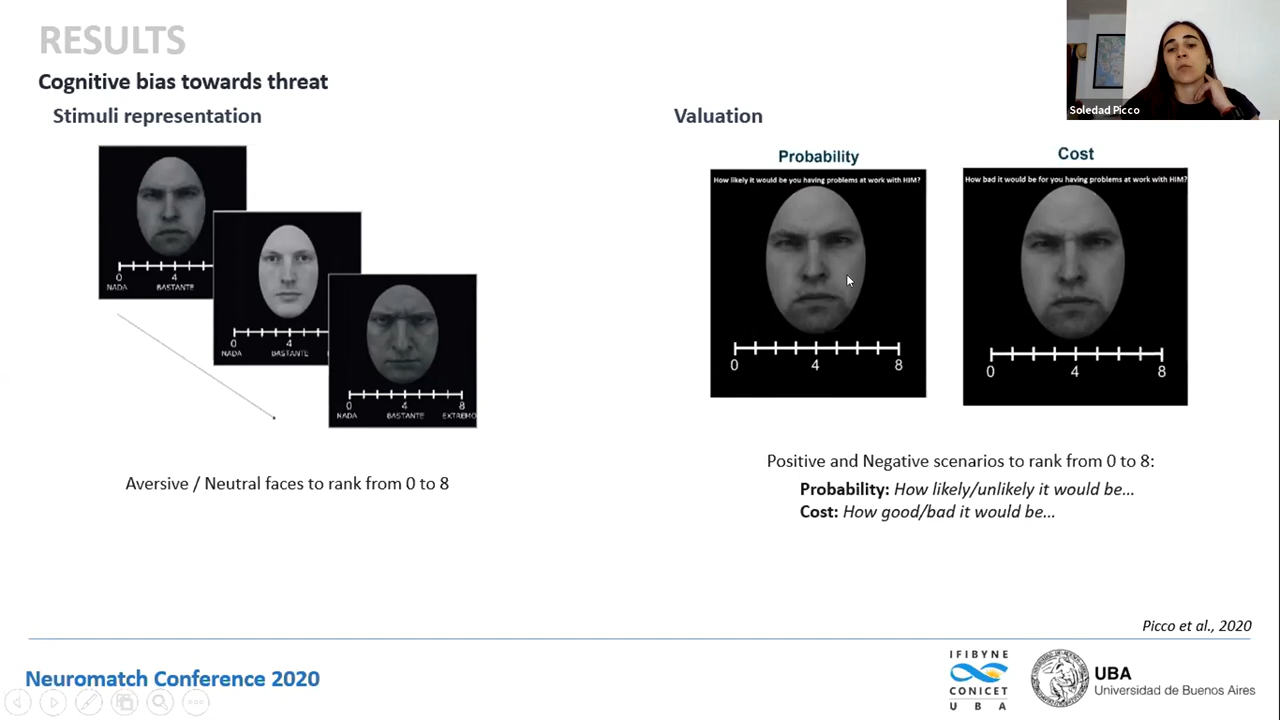 RESULTS
Cognitive bias towards threat
Stimuli representation
Valuation
Soledad Picco
0
4
NADA
BASTANTE
0
4
NADA
BASTANTE
0
4
8
NADA
BASTANTE
EXTREMO
Probability
How likely it would be you having problems at work with HIM?
0
4
8
Cost
How bad it would be for you having problems at work with HIM?
0
4
8
Aversive / Neutral faces to rank from 0 to 8
Positive and Negative scenarios to rank from 0 to 8:
Probability: How likely/unlikely it would be...
Cost: How good/bad it would be...
Picco et al., 2020
Neuromatch Conference 2020
IFIBYNE
CONICET
UBA
UBA
Universidad de Buenos Aires